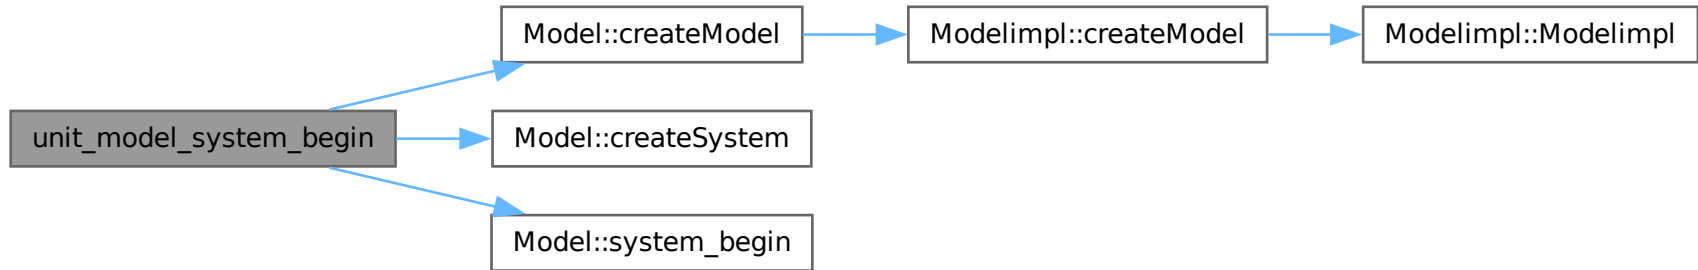 Model::createModel
Modelimpl::createModel
Modelimpl::Modelimpl
unit_model_system_begin
Model::createSystem
Model::system_begin